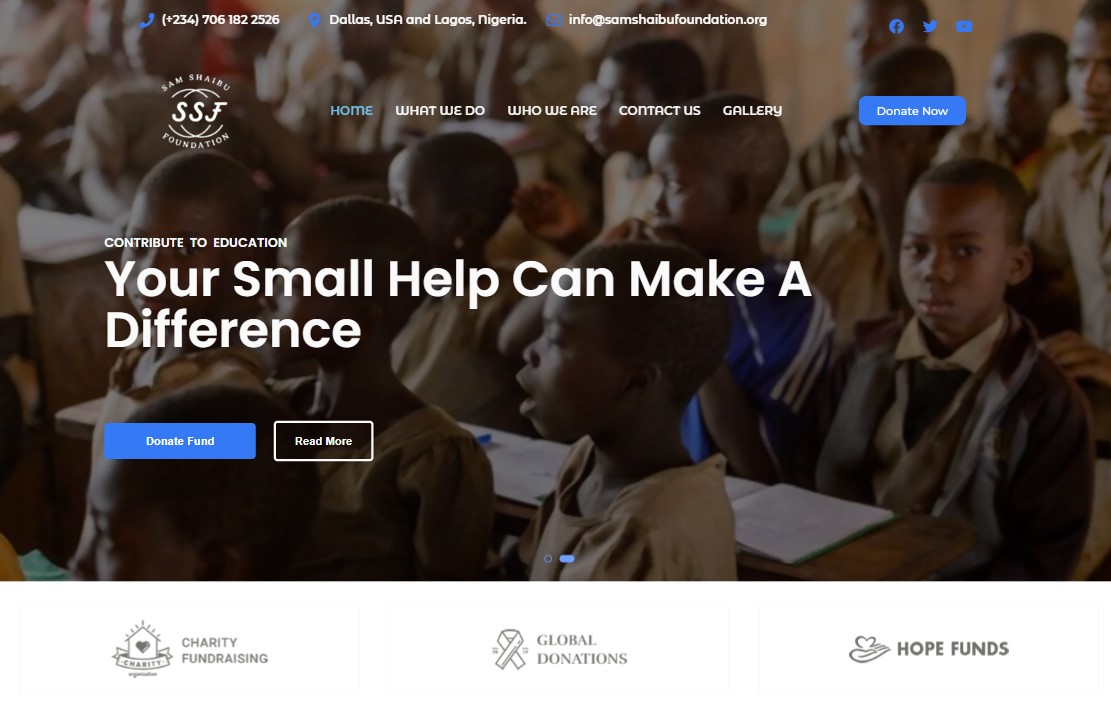 (+234) 706 182 2526
Dallas, USA and Lagos, Nigeria.
info@samshaibufoundation.org
SAM SHAIBU
SSF
FOUNDATION
HOME
WHAT WE DO
WHO WE ARE
CONTACT US
GALLERY
Donate Now
CONTRIBUTE TO EDUCATION
Your Small Help Can Make A
Difference
Donate Fund
Read More
CHARITY
organization
CHARITY
FUNDRAISING
GLOBAL
DONATIONS
HOPE FUNDS